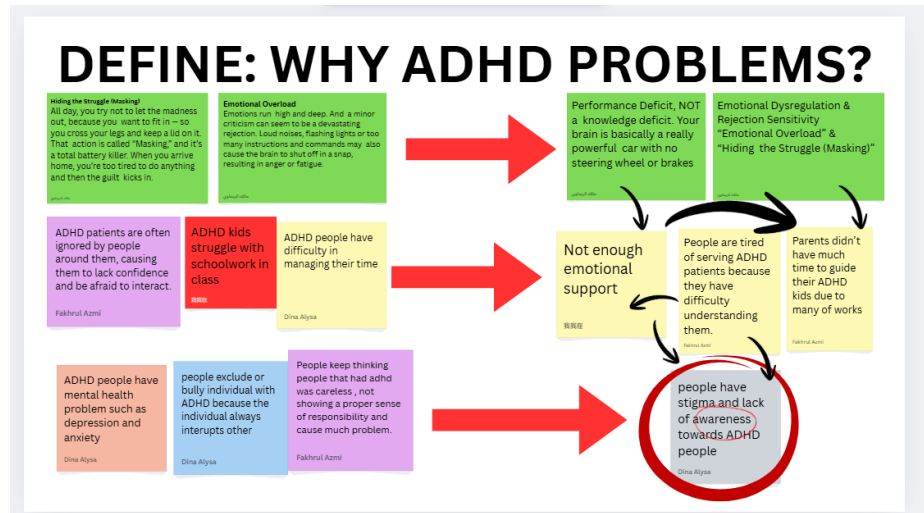 DEFINE: WHY ADHD PROBLEMS?
Hiding the Struggle (Masking)
All day, you try not to let the madness
out, because you want to fit in — so
you cross your legs and keep a lid on it.
That action is called “Masking,” and it's
a total battery killer. When you arrive
home, you're too tired to do anything
and then the guilt kicks in.
Emotional Overload
Emotions run high and deep. And a minor
criticism can seem to be a devastating
rejection. Loud noises, flashing lights or too
many instructions and commands may also
cause the brain to shut off in a snap,
resulting in anger or fatigue.
Performance Deficit, NOT
a knowledge deficit. Your
brain is basically a really
powerful car with no
steering wheel or brakes
Emotional Dysregulation &
Rejection Sensitivity
“Emotional Overload” &
“Hiding the Struggle (Masking)”
ADHD patients are often
ignored by people
around them, causing
them to lack confidence
and be afraid to interact.
Fakhrul Azmi
ADHD kids
struggle with
schoolwork in
class
我我在
ADHD people have
difficulty in
managing their time
Dina Alysa
Not enough
emotional
support
我我在
People are tired
of serving ADHD
patients because
they have
difficulty
understanding
them.
Fakhrul Azmi
Parents didn't
have much
time to guide
their ADHD
kids due to
many of works
Fakhrul Azmi
ADHD people have
mental health
problem such as
depression and
anxiety
Dina Alysa
people exclude or
bully individual with
ADHD because the
individual always
interupts other
Dina Alysa
People keep thinking
people that had adhd
was careless , not
showing a proper sense
of responsibility and
cause much problem.
Fakhrul Azmi
people have
stigma and lack
of awareness
towards ADHD
people
Dina Alysa